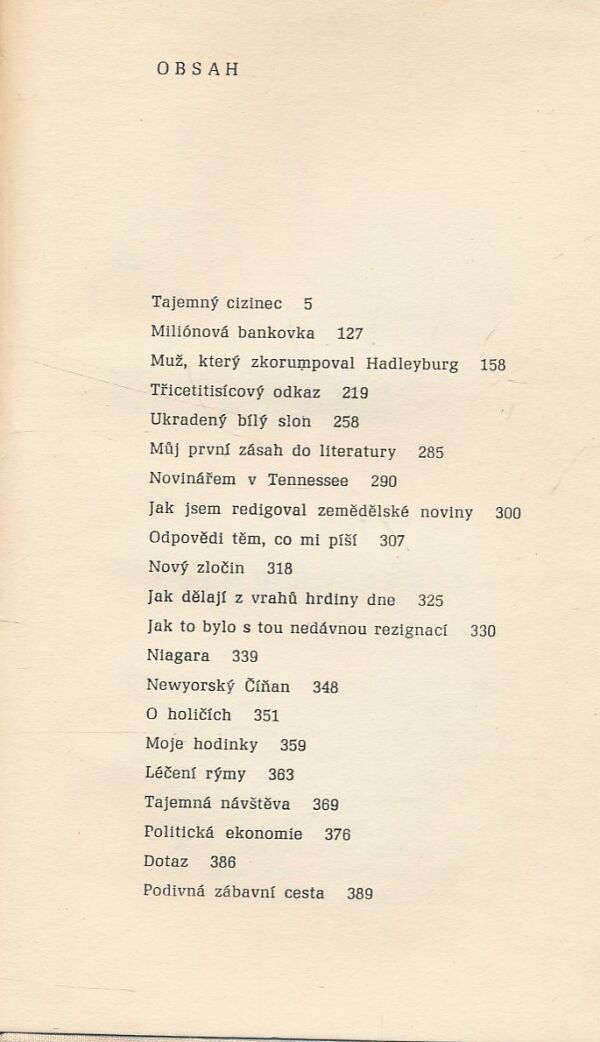 OBSAH
Tajemný cizinec 5
Miliónová bankovka 127
Muž, který zkorumpoval Hadleyburg 158
Třicetitisícový odkaz 219
Ukradený bílý slon 258
Můj první zásah do literatury 285
Novinářem v Tennessee 290
Jak jsem redigoval zemědělské noviny 300
Odpovědi těm, co mi píší 307
Nový zločin 318
Jak dělají z vrahů hrdiny dne 325
Jak to bylo s tou nedávnou rezignací 330
Niagara 339
Newyorský Číňan 348
O holičích 351
Moje hodinky 359
Léčení rýmy 363
Tajemná návštěva 369
Politická ekonomie 376
Dotaz 386
Podivná zábavní cesta 389